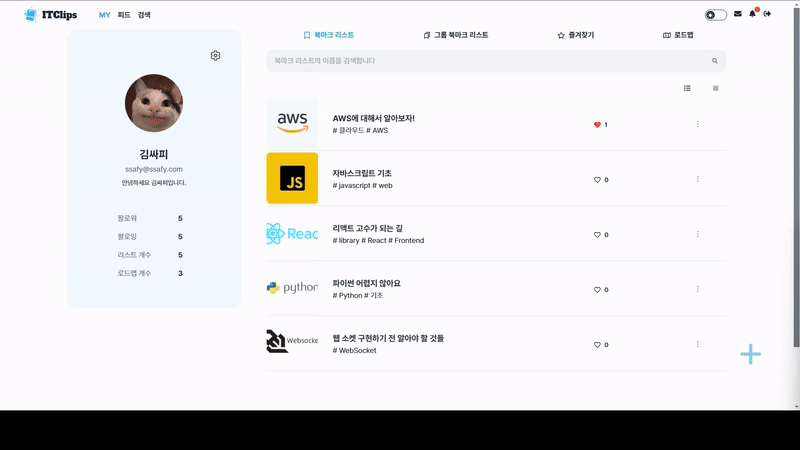 ITClips
MY 피드 검색
북마크 리스트 그룹 북마크 리스트 즐겨찾기 로드맵
북마크 리스트의 이름을 검색합니다
김싸피
ssafy@ssafy.com
안녕하세요 김싸피입니다.
팔로워 5
팔로잉 5
리스트 개수 5
로드맵 개수 3
aws
AWS에 대해서 알아보자!
# 클라우드 # AWS
1
JS
자바스크립트 기초
# javascript # web
0
Reac
리액트 고수가 되는 길
# library # React # Frontend
0
python
파이썬 어렵지 않아요
# Python # 기초
0
Websocke
웹 소켓 구현하기 전 알아야 할 것들
# WebSocket
0